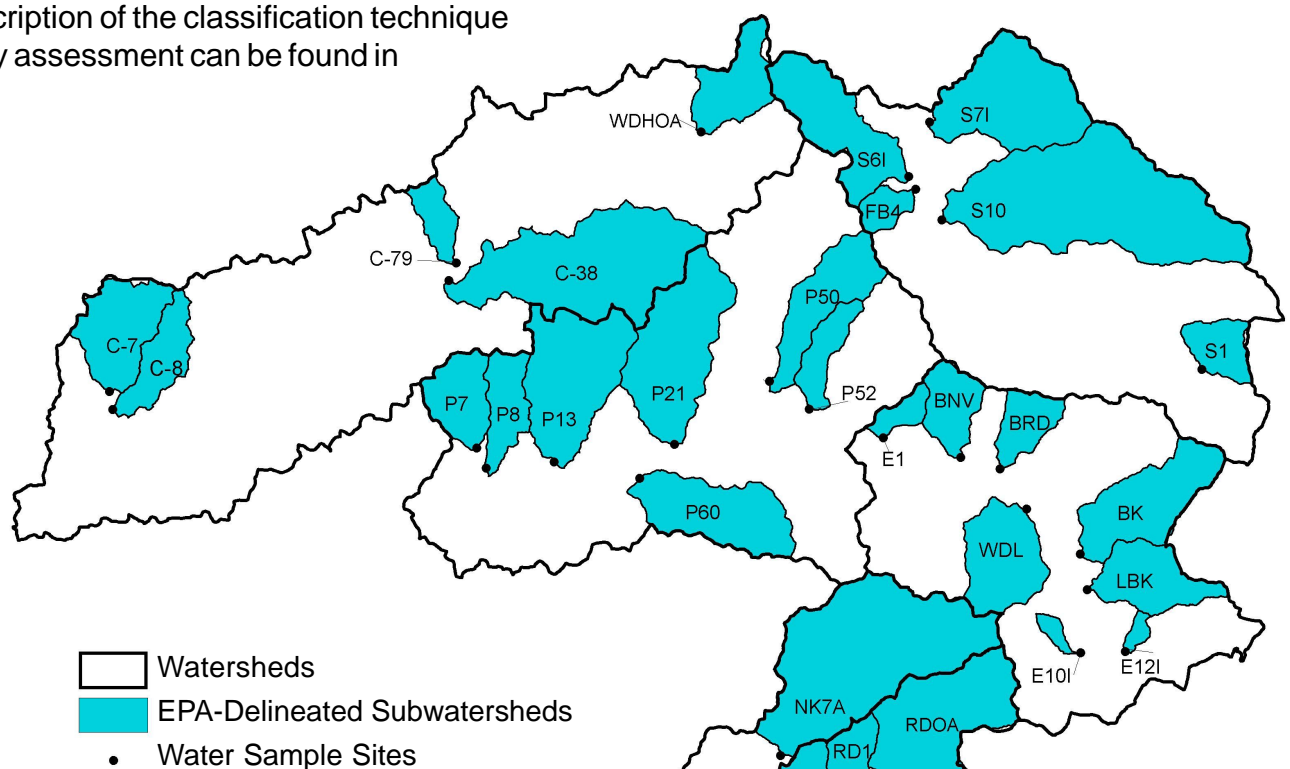 cription of the classification technique
y assessment can be found in
WDHOA
S7I
S6I
FB4
S10
C-79
C-38
P50
C-7
C-8
S1
P7
P8
P13
P21
P52
BNV
BRD
E1
P60
BK
WDL
LBK
E10I
E12I
Watersheds
EPA-Delineated Subwatersheds
Water Sample Sites
NK7A
RDOA
RD1